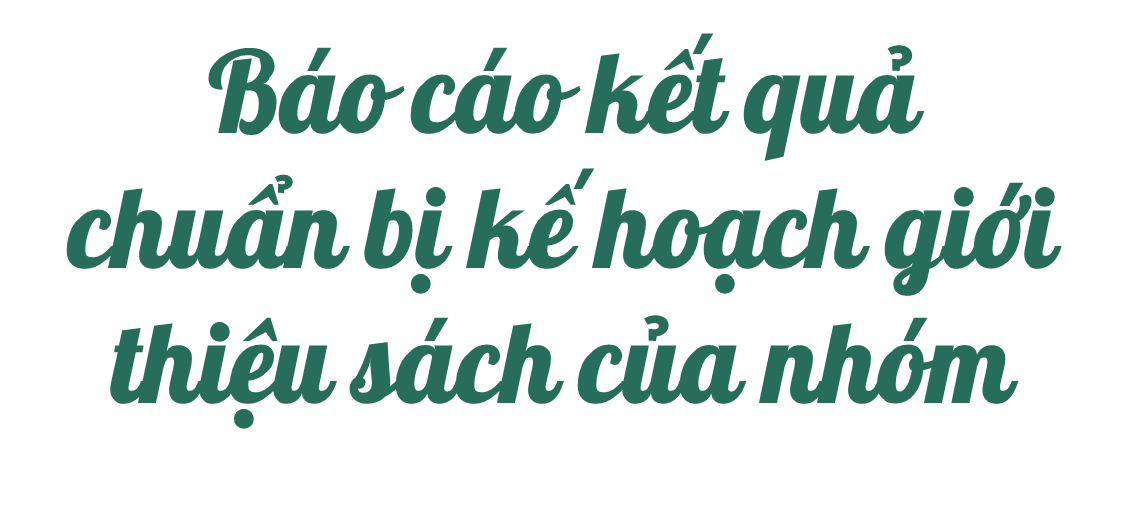 Báo cáo kết quả
chuẩn bị kế hoạch giới
thiệu sách của nhóm